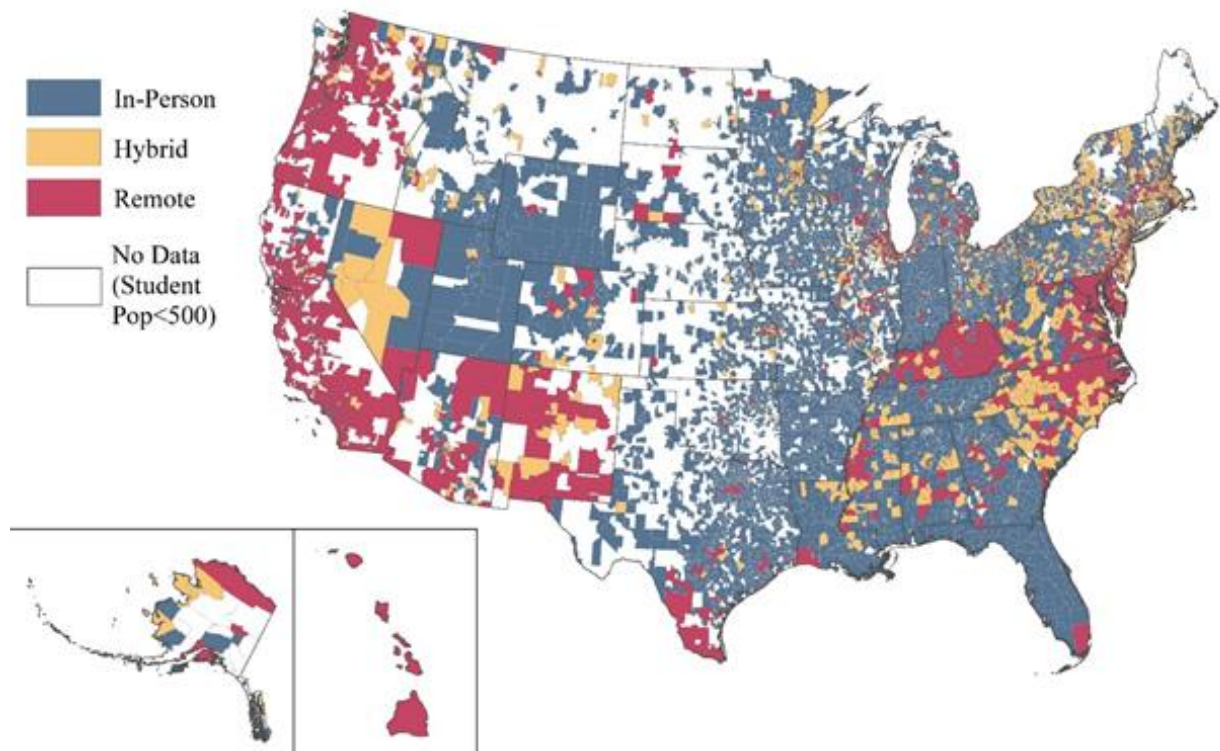 In-Person
Hybrid
Remote
No Data
(Student
Pop<500)